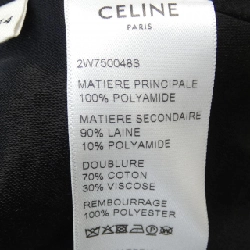 CELINE
PARIS
2W750048B
MATIERE PRINCIPALE
100% POLYAMIDE
MATIERE SECONDAIRE
90% LAINE
10% POLYAMIDE
DOUBLURE
70% COTON
30% VISCOSE
REMBOURRAGE
100% POLYESTER